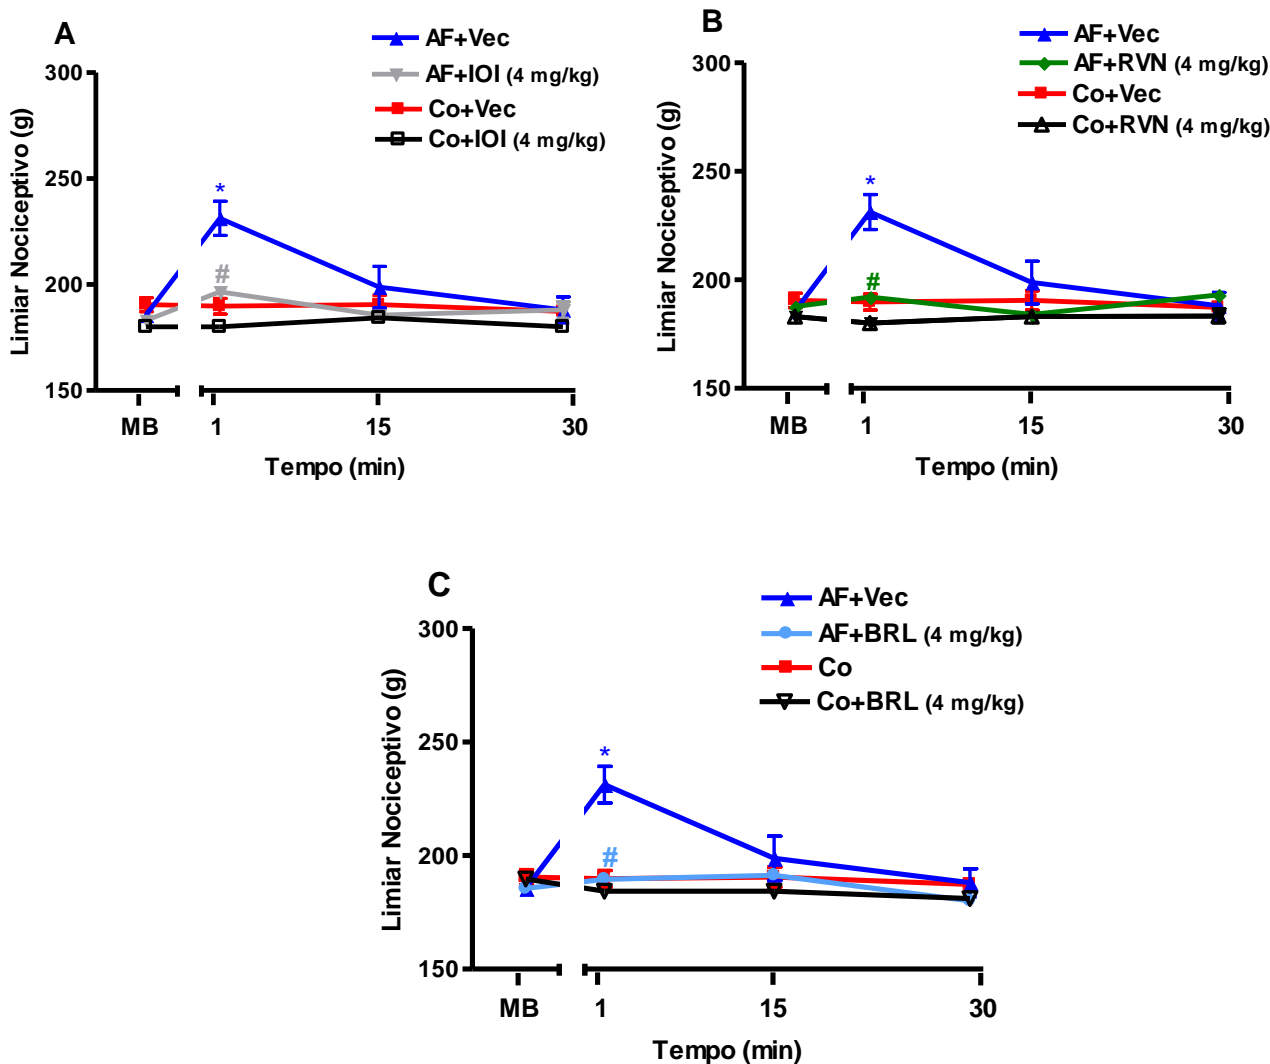 A
AF+Vec
AF+IOI (4 mg/kg)
Co+Vec
Co+IOI (4 mg/kg)
Limiar Nociceptivo (g)
300
250
200
150
*
#
MB 1 15 30
Tempo (min)
B
AF+Vec
AF+RVN (4 mg/kg)
Co+Vec
Co+RVN (4 mg/kg)
Limiar Nociceptivo (g)
300
250
200
150
*
#
MB 1 15 30
Tempo (min)
C
AF+Vec
AF+BRL (4 mg/kg)
Co
Co+BRL (4 mg/kg)
Limiar Nociceptivo (g)
300
250
200
150
*
#
MB 1 15 30
Tempo (min)